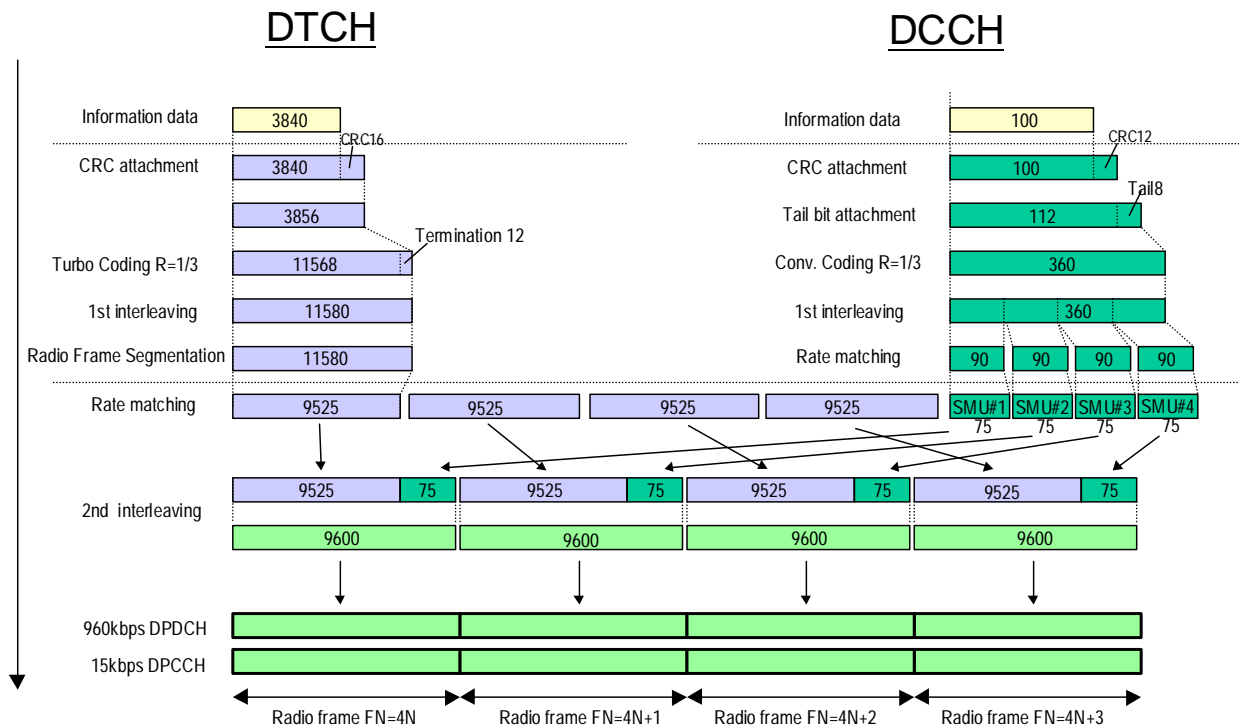 DTCH
DCCH
Information data
3840
CRC16
Information data
100
CRC12
CRC attachment
3840
CRC attachment
100
Tail8
3856
Tail bit attachment
112
Termination 12
Turbo Coding R=1/3
11568
Conv. Coding R=1/3
360
1st interleaving
11580
1st interleaving
360
Radio Frame Segmentation
11580
Rate matching
90 90 90 90
Rate matching
9525 9525 9525 9525
SMU#1 SMU#2 SMU#3 SMU#4
75 75 75 75
2nd interleaving
9525 75 9525 75 9525 75 9525 75
9600 9600 9600 9600
960kbps DPDCH
15kbps DPCCH
Radio frame FN=4N Radio frame FN=4N+1 Radio frame FN=4N+2 Radio frame FN=4N+3